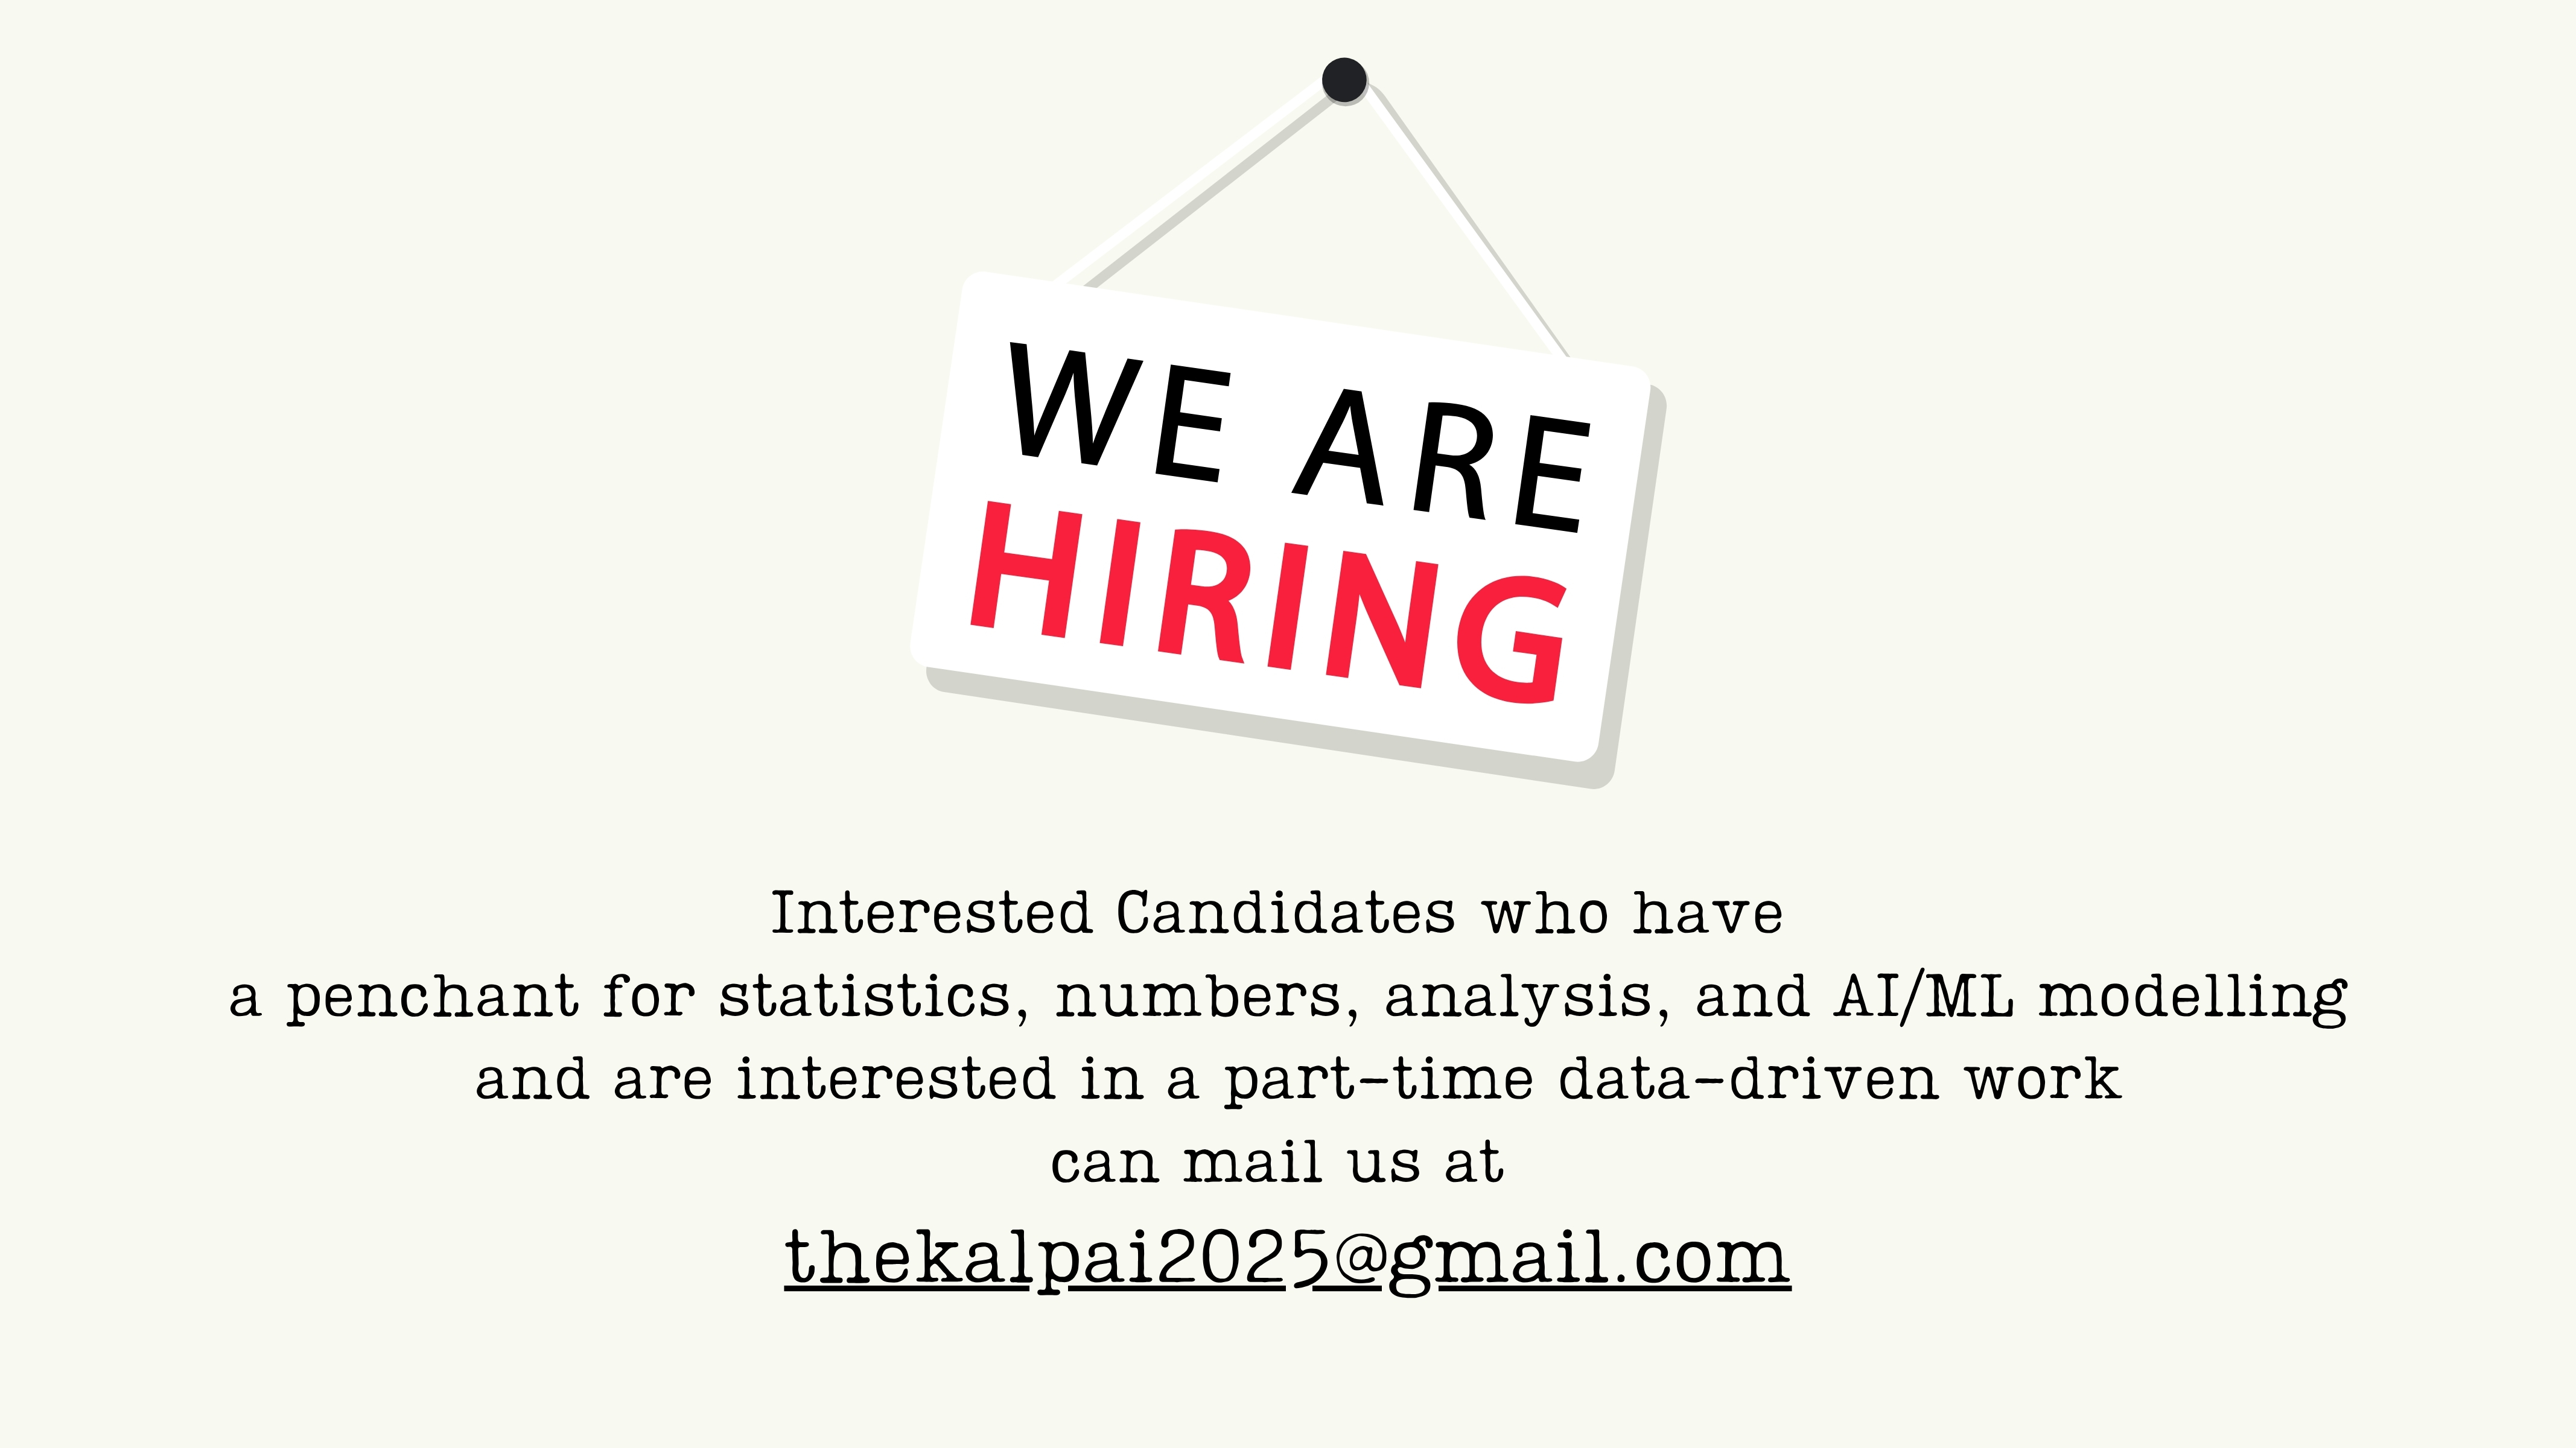 WE ARE
HIRING
Interested Candidates who have
a penchant for statistics, numbers, analysis, and AI/ML modelling
and are interested in a part-time data-driven work
can mail us at
thekalpai2025@gmail.com